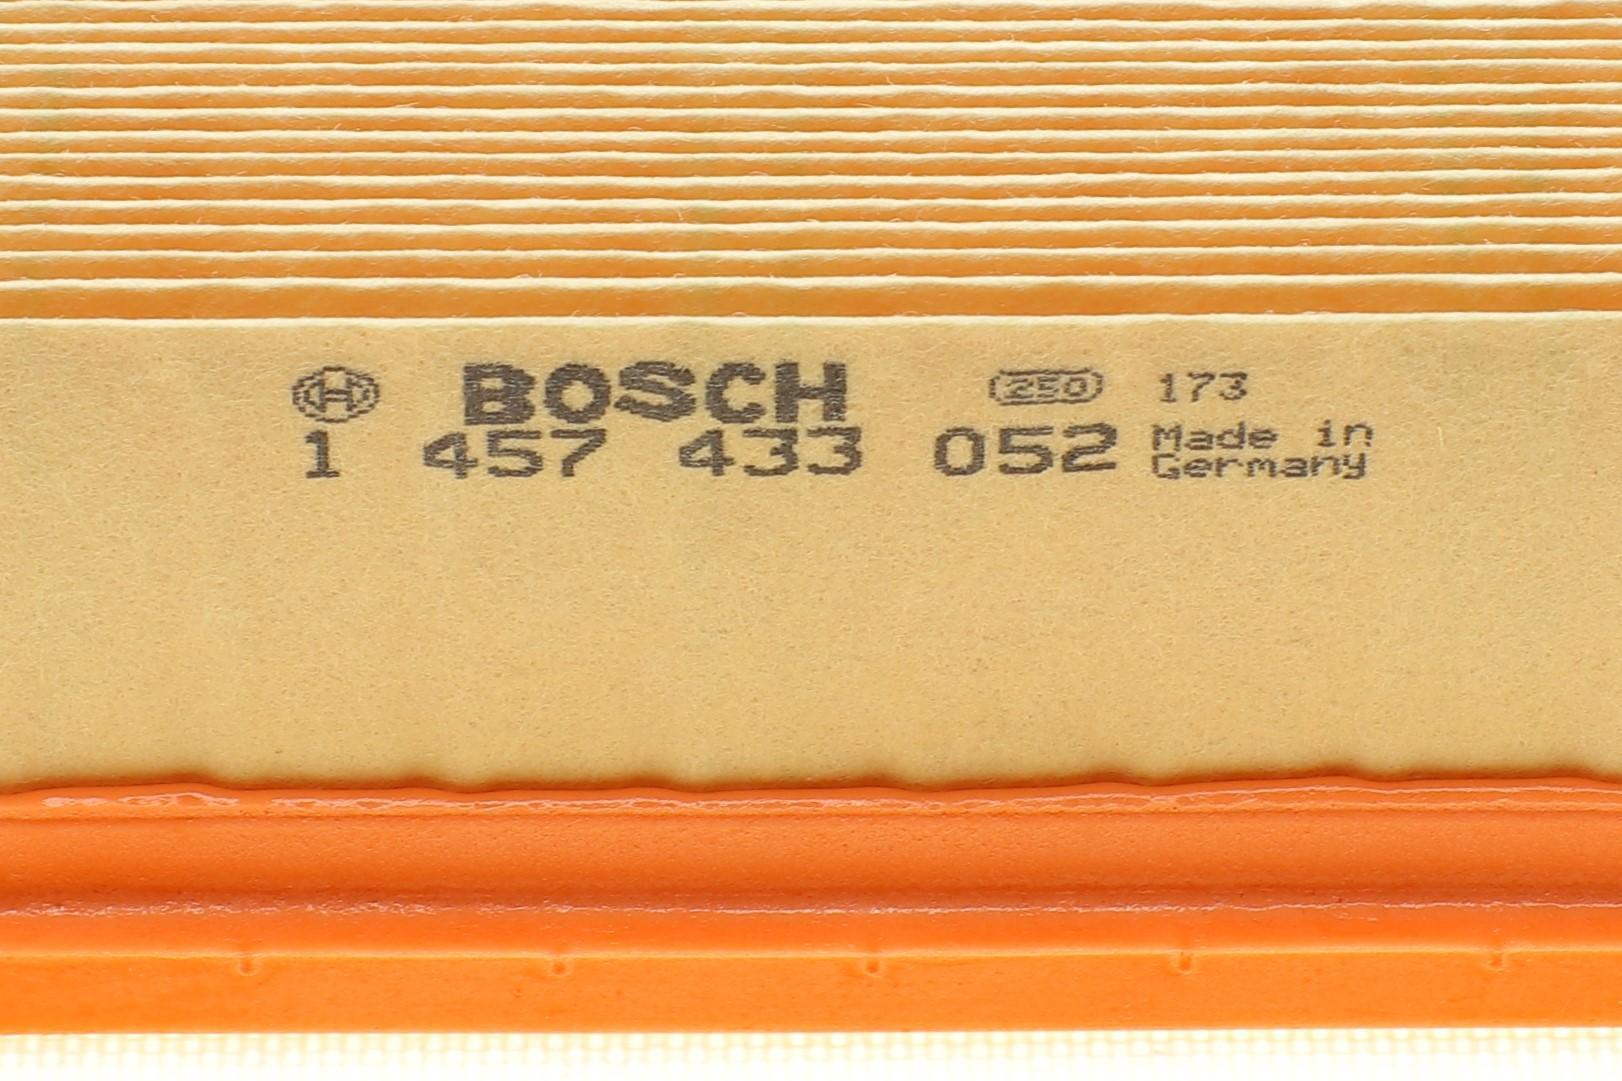 BOSCH 250 173
1 457 433 052 Made in
Germany